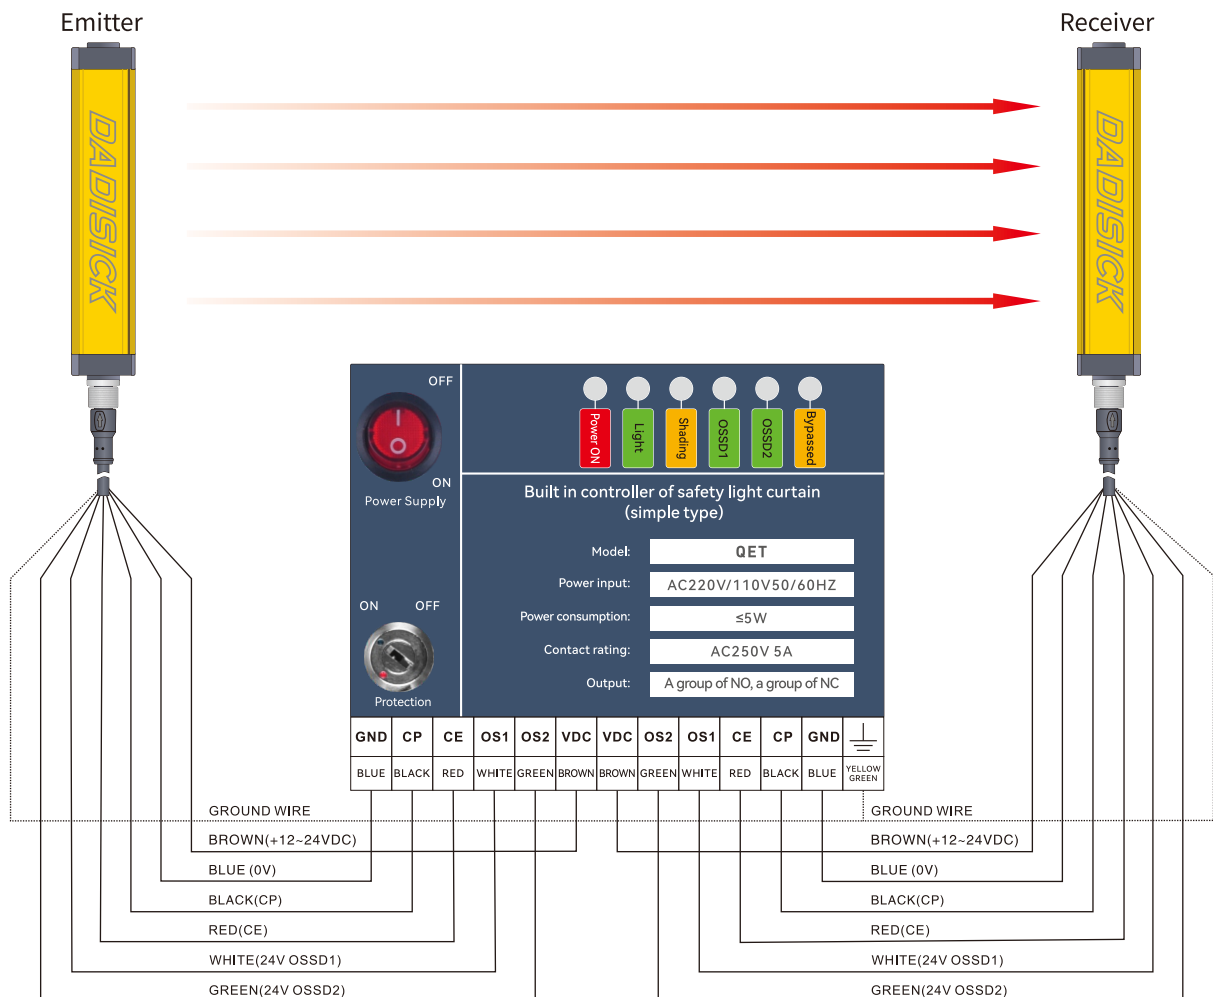 Emitter
Receiver
DADISICK
DADISICK
OFF
ON
Power Supply
ON OFF
Protection
Power ON
Light
Shading
OSSD1
OSSD2
Bypassed
Built in controller of safety light curtain
(simple type)
Model: QET
Power input: AC220V/110V50/60HZ
Power consumption: ≤5W
Contact rating: AC250V 5A
Output: A group of NO, a group of NC
GND CP CE OS1 OS2 VDC VDC OS2 OS1 CE CP GND
BLUE BLACK RED WHITE GREEN BROWN BROWN GREEN WHITE RED BLACK BLUE YELLOW
GREEN
GROUND WIRE GROUND WIRE
BROWN(+12~24VDC) BROWN(+12~24VDC)
BLUE (0V) BLUE (0V)
BLACK(CP) BLACK(CP)
RED(CE) RED(CE)
WHITE(24V OSSD1) WHITE(24V OSSD1)
GREEN(24V OSSD2) GREEN(24V OSSD2)